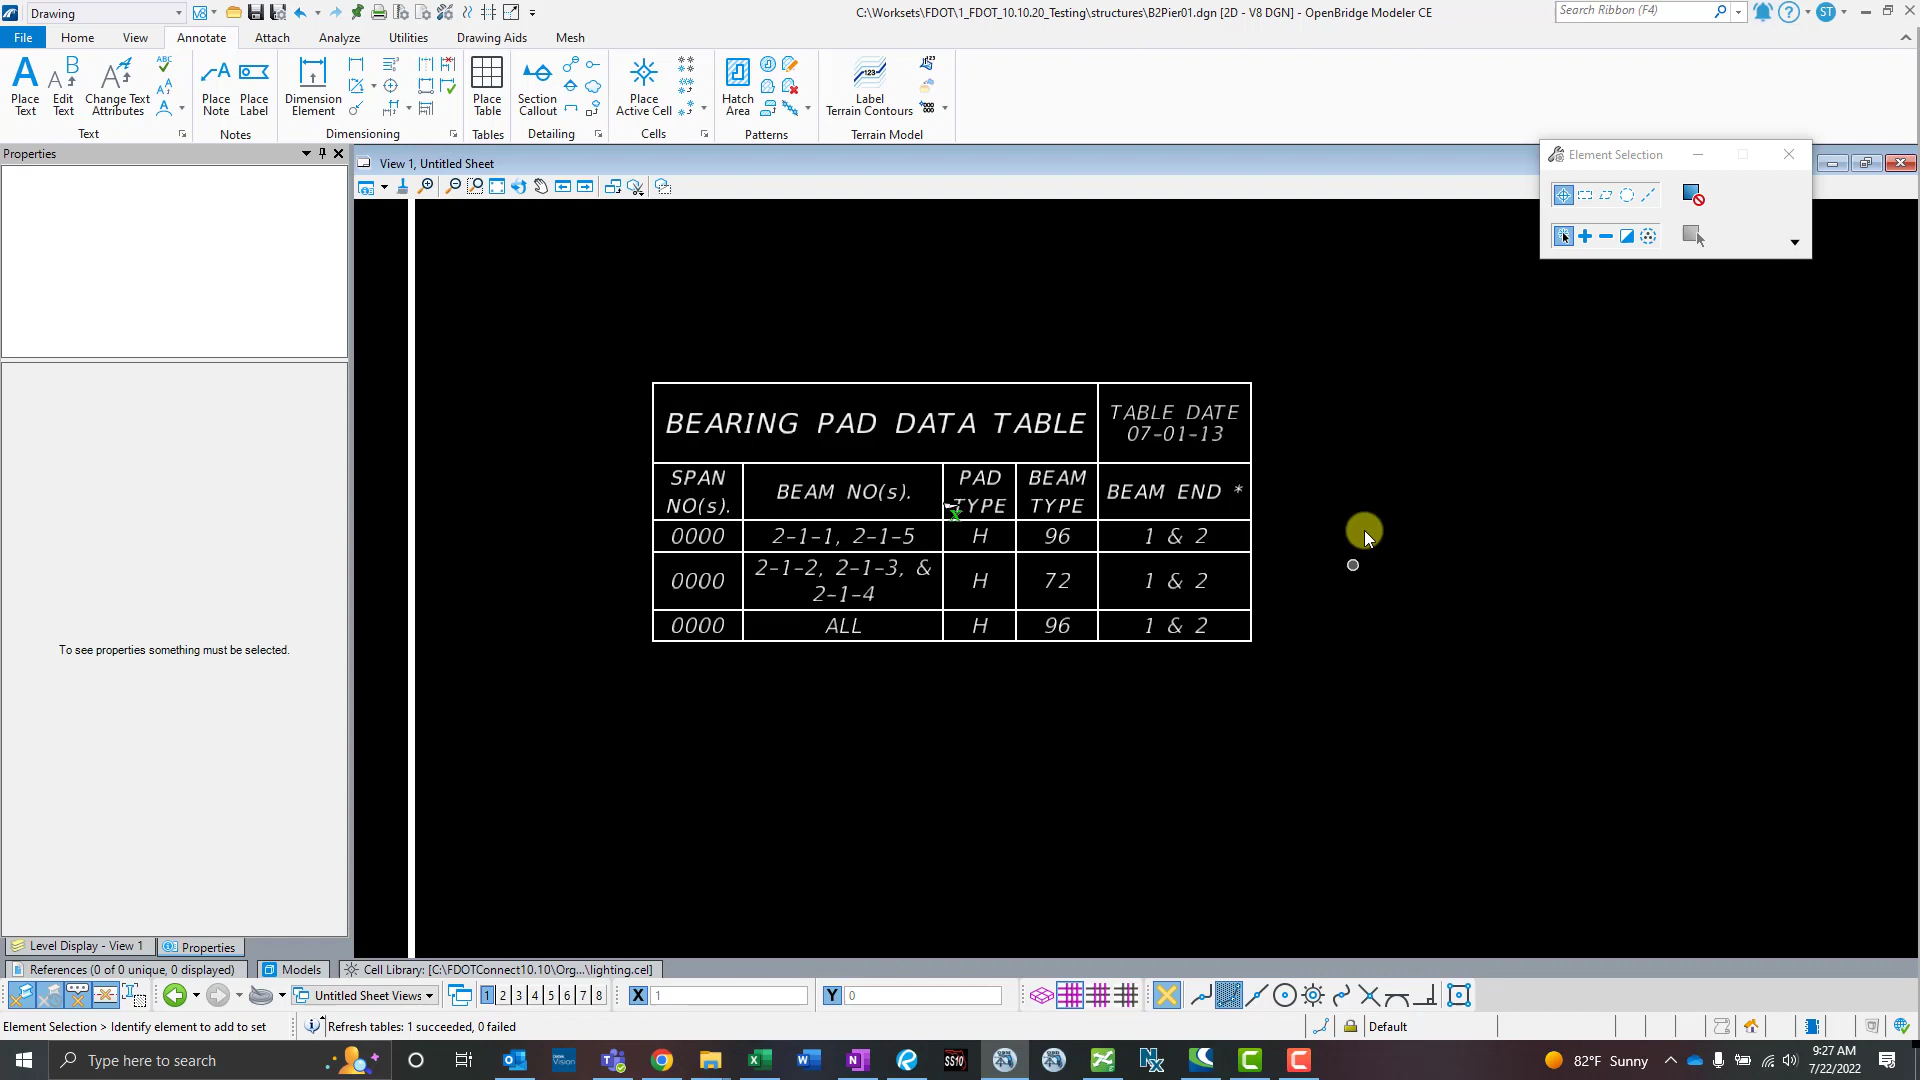 Drawing
C:\Worksets\FDOT\1_FDOT_10.10.20_Testing\structures\B2Pier01.dgn [2D - V8 DGN] - OpenBridge Modeler CE
Search Ribbon (F4)
ST
File Home View Annotate Attach Analyze Utilities Drawing Aids Mesh
Place Text
Edit Text
Change Text Attributes
Place Note
Place Label
Dimension Element
Place Table
Section Callout
Place Active Cell
Hatch Area
Label Terrain Contours
Text Notes Dimensioning Tables Detailing Cells Patterns Terrain Model
Properties
View 1, Untitled Sheet
Element Selection
BEARING PAD DATA TABLE
TABLE DATE
07-01-13
SPAN NO(s).
BEAM NO(s).
PAD TYPE
BEAM TYPE
BEAM END *
0000 2-1-1, 2-1-5 H 96 1 & 2
0000 2-1-2, 2-1-3, & 2-1-4 H 72 1 & 2
0000 ALL H 96 1 & 2
To see properties something must be selected.
Level Display - View 1 Properties
References (0 of 0 unique, 0 displayed) Models Cell Library: [C:\FDOTConnect10.10\Org...\lighting.cel]
Untitled Sheet Views 1 2 3 4 5 6 7 8 X 1 Y 0
Element Selection > Identify element to add to set Refresh tables: 1 succeeded, 0 failed Default
Type here to search
SS10
82°F Sunny
9:27 AM
7/22/2022